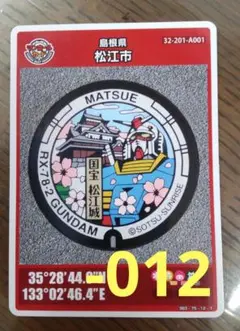 島根県
松江市
32-201-A001
MATSUE
国宝 松江城
RX-78-2 GUNDAM
©SOTSU・SUNRISE
-012
35°28'44.
133°02'46.4"E